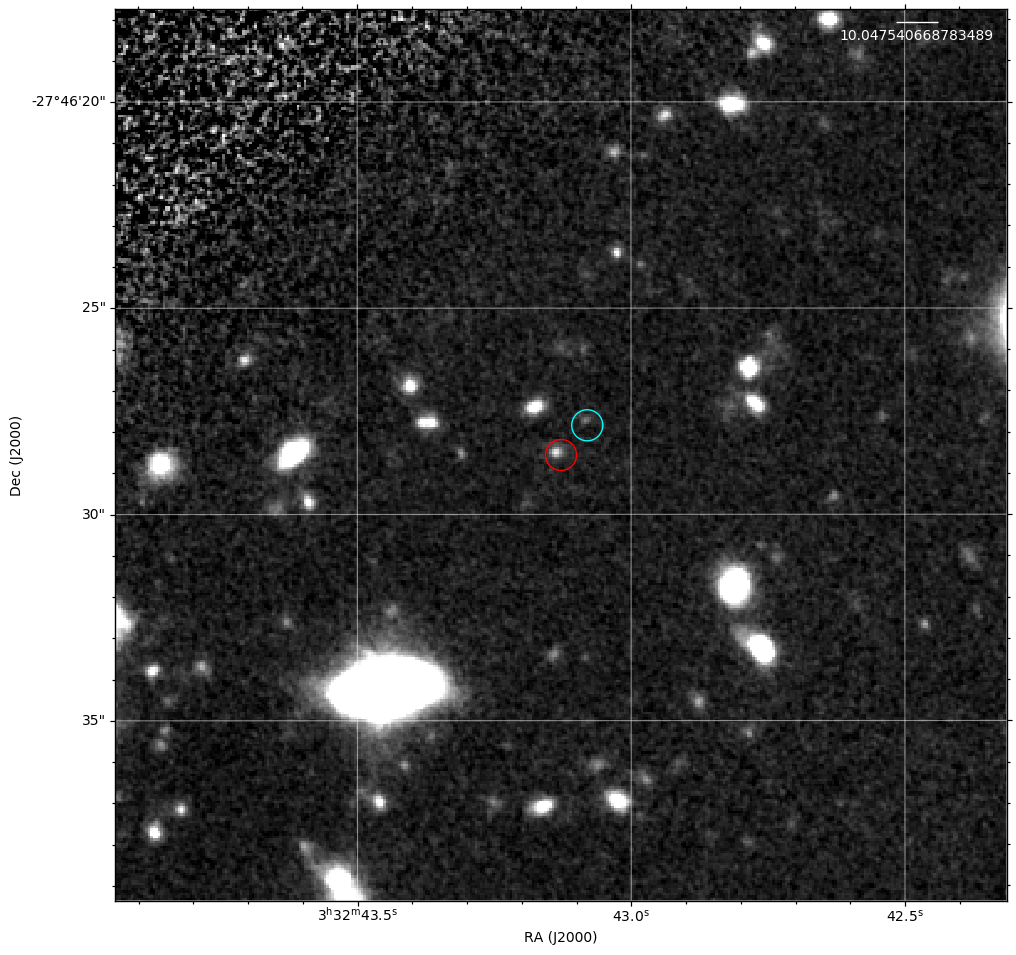 10.047540668783489
-27°46'20"
25"
30"
35"
Dec (J2000)
3h32m43.5s
43.0s
42.5s
RA (J2000)